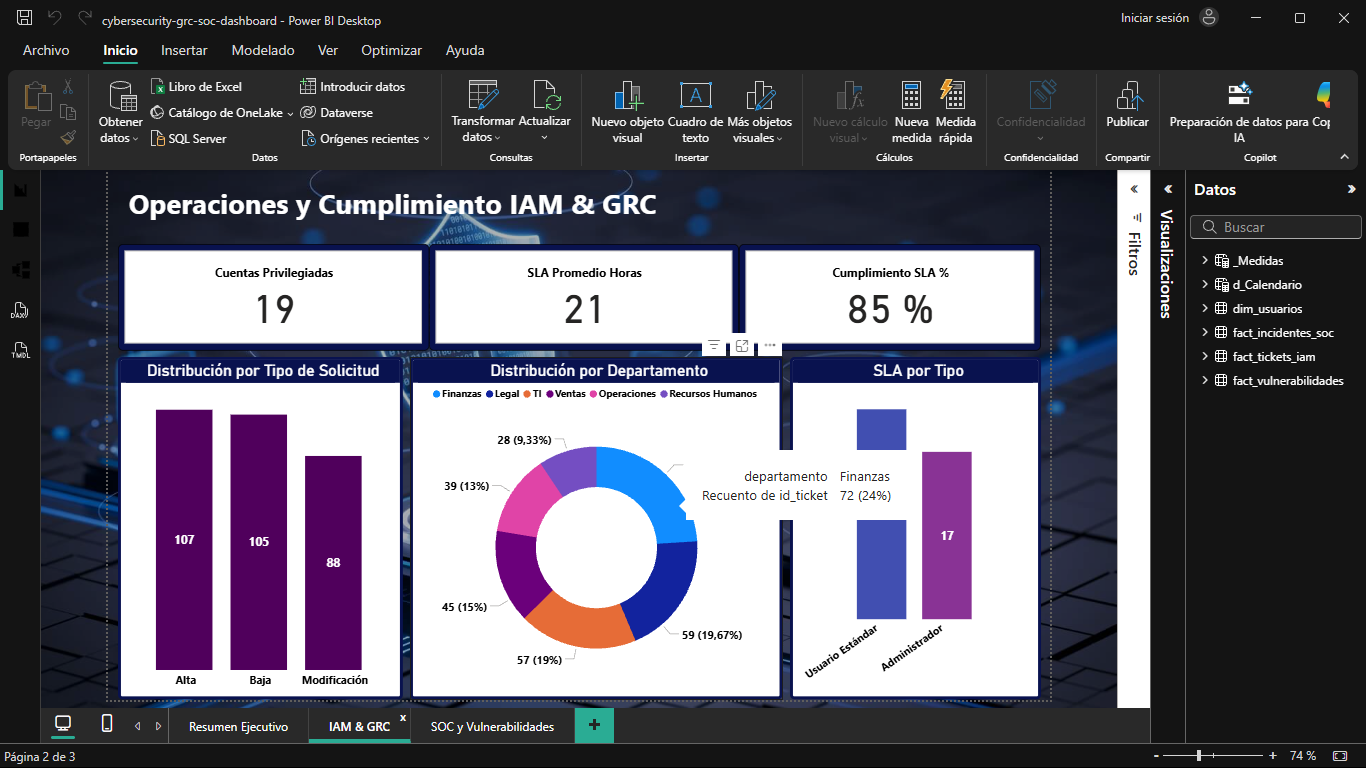 cybersecurity-grc-soc-dashboard - Power BI Desktop
Iniciar sesión
Archivo
Inicio
Insertar
Modelado
Ver
Optimizar
Ayuda
Pegar
Portapapeles
Obtener
datos
Libro de Excel
Catálogo de OneLake
SQL Server
Introducir datos
Dataverse
Orígenes recientes
Datos
Transformar
datos
Actualizar
Consultas
Nuevo objeto
visual
Cuadro de
texto
Más objetos
visuales
Insertar
Nuevo cálculo
visual
Nueva
medida
Medida
rápida
Cálculos
Confidencialidad
Confidencialidad
Publicar
Compartir
Preparación de datos para
IA
Cop
Copilot
DAX
TMDL
Operaciones y Cumplimiento IAM & GRC
Cuentas Privilegiadas
19
SLA Promedio Horas
21
Cumplimiento SLA %
85 %
Distribución por Tipo de Solicitud
107
105
88
Alta
Baja
Modificación
Distribución por Departamento
Finanzas Legal TI Ventas Operaciones Recursos Humanos
28 (9,33%)
39 (13%)
45 (15%)
57 (19%)
59 (19,67%)
departamento Finanzas
Recuento de id_ticket 72 (24%)
SLA por Tipo
17
Usuario Estándar
Administrador
Filtros
Visualizaciones
Datos
Buscar
_Medidas
d_Calendario
dim_usuarios
fact_incidentes_soc
fact_tickets_iam
fact_vulnerabilidades
Resumen Ejecutivo
IAM & GRC
x
SOC y Vulnerabilidades
+
Página 2 de 3
- + 74 %